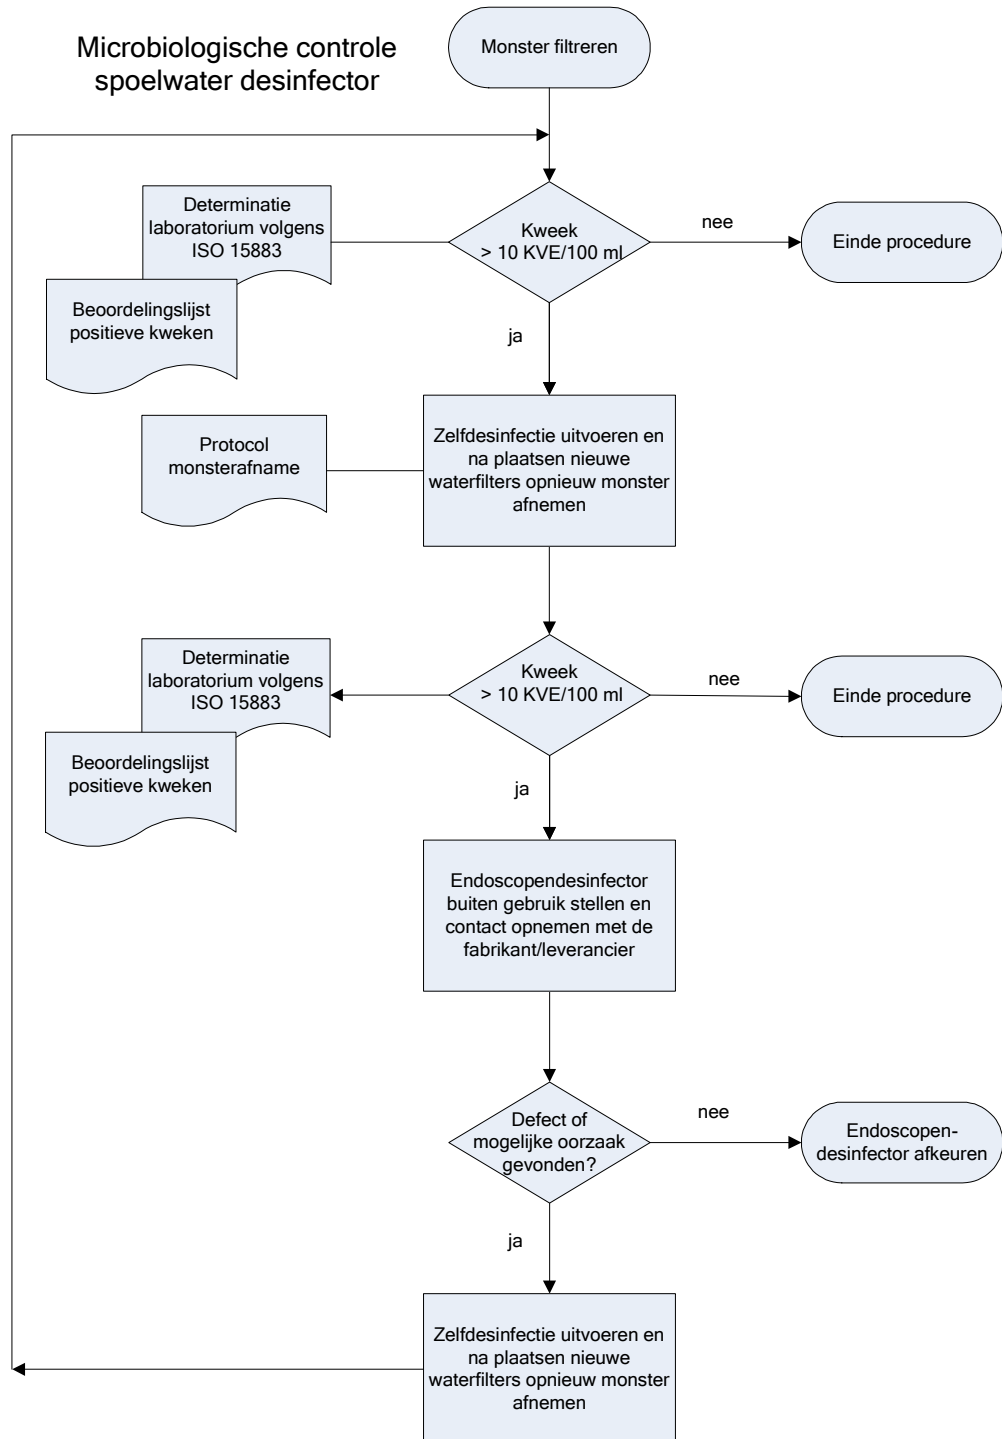 Microbiologische controle
spoelwater desinfector
Monster filtreren
Determinatie
laboratorium volgens
ISO 15883
Beoordelingslijst
positieve kweken
Kweek
> 10 KVE/100 ml
nee
Einde procedure
ja
Protocol
monsterafname
Zelfdesinfectie uitvoeren en
na plaatsen nieuwe
waterfilters opnieuw monster
afnemen
Determinatie
laboratorium volgens
ISO 15883
Beoordelingslijst
positieve kweken
Kweek
> 10 KVE/100 ml
nee
Einde procedure
ja
Endoscopendesinfector
buiten gebruik stellen en
contact opnemen met de
fabrikant/leverancier
Defect of
mogelijke oorzaak
gevonden?
nee
Endoscopen-
desinfector afkeuren
ja
Zelfdesinfectie uitvoeren en
na plaatsen nieuwe
waterfilters opnieuw monster
afnemen